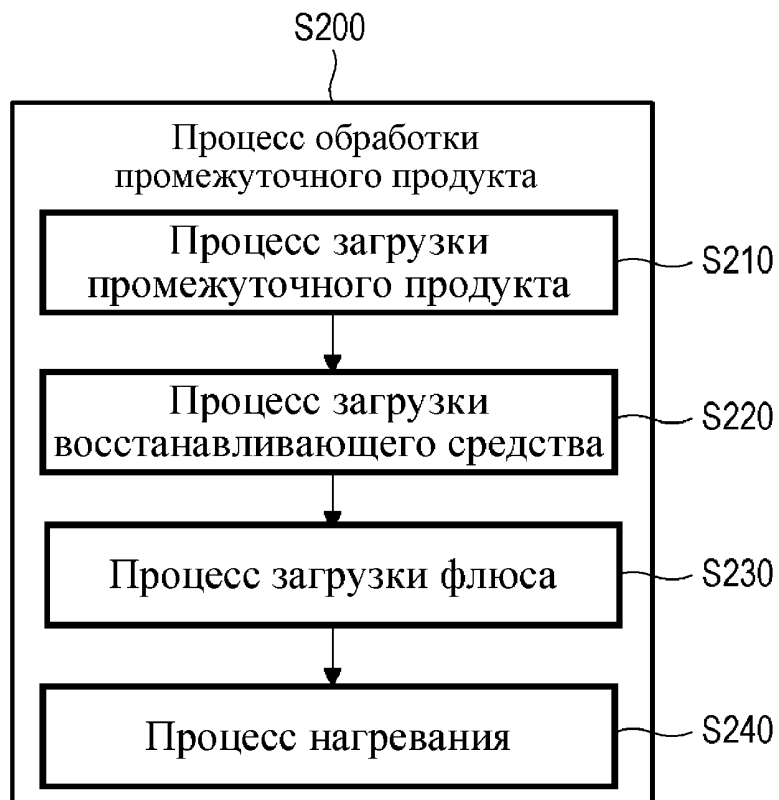 S200
Процесс обработки
промежуточного продукта
Процесс загрузки
промежуточного продукта
S210
Процесс загрузки
восстанавливающего средства
S220
Процесс загрузки флюса
S230
Процесс нагревания
S240